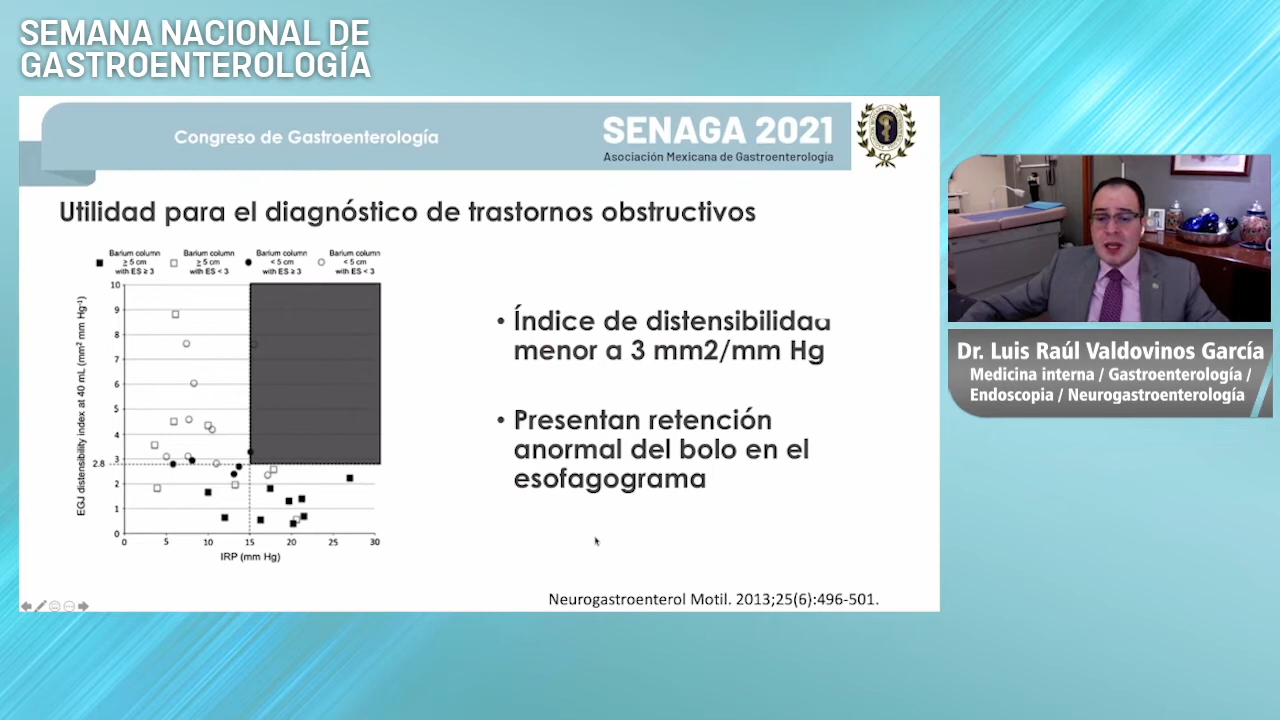 SEMANA NACIONAL DE
GASTROENTEROLOGÍA
Congreso de Gastroenterología
SENAGA 2021
Asociación Mexicana de Gastroenterología
Utilidad para el diagnóstico de trastornos obstructivos
Barium column
≥ 5 cm
with ES ≥ 3
Barium column
≥ 5 cm
with ES < 3
Barium column
< 5 cm
with ES ≥ 3
Barium column
< 5 cm
with ES < 3
EGJ distensibility index at 40 mL (mm² mm Hg⁻¹)
10
9
8
7
6
5
4
3
2.8
2
1
0
0 5 10 15 20 25 30
IRP (mm Hg)
• Índice de distensibilidad
menor a 3 mm2/mm Hg
• Presentan retención
anormal del bolo en el
esofagograma
Neurogastroenterol Motil. 2013;25(6):496-501.
Dr. Luis Raúl Valdovinos García
Medicina interna / Gastroenterología /
Endoscopia / Neurogastroenterología